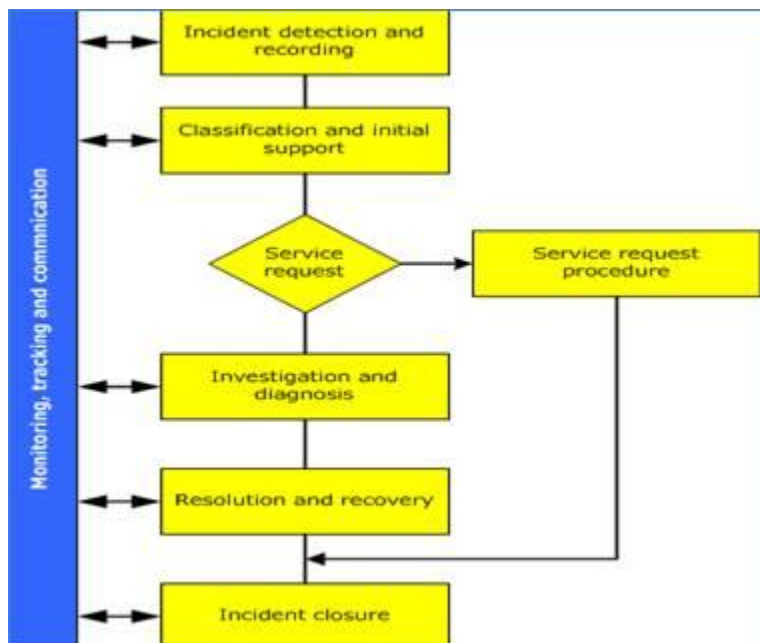 Incident detection and
recording
Classification and initial
support
Service
request
Service request
procedure
Investigation and
diagnosis
Resolution and recovery
Incident closure
Monitoring, tracking and commnication